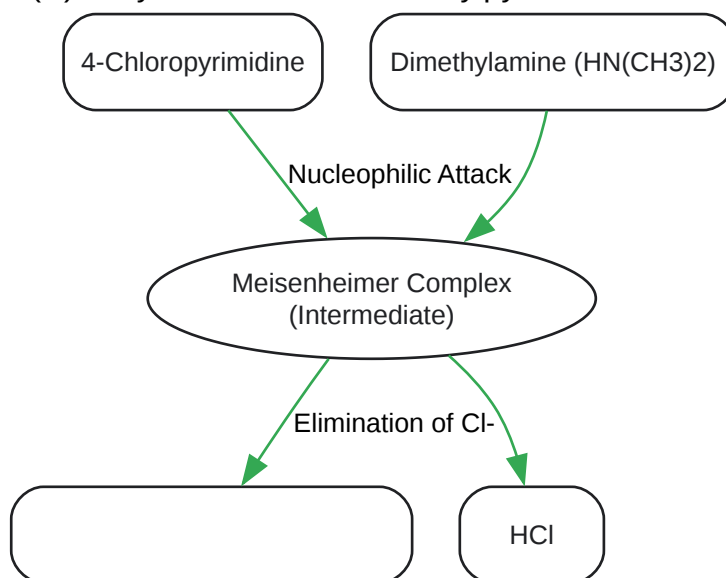 4-Chloropyrimidine
Dimethylamine (HN(CH3)2)
Nucleophilic Attack
Meisenheimer Complex
(Intermediate)
Elimination of Cl-
HCl